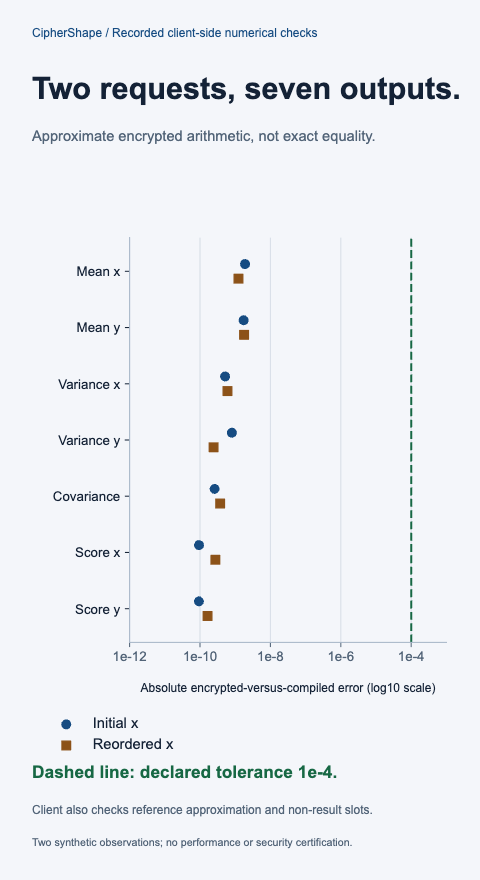 CipherShape / Recorded client-side numerical checks
Two requests, seven outputs.
Approximate encrypted arithmetic, not exact equality.
Mean x
Mean y
Variance x
Variance y
Covariance
Score x
Score y
1e-12 1e-10 1e-8 1e-6 1e-4
Absolute encrypted-versus-compiled error (log10 scale)
Initial x
Reordered x
Dashed line: declared tolerance 1e-4.
Client also checks reference approximation and non-result slots.
Two synthetic observations; no performance or security certification.